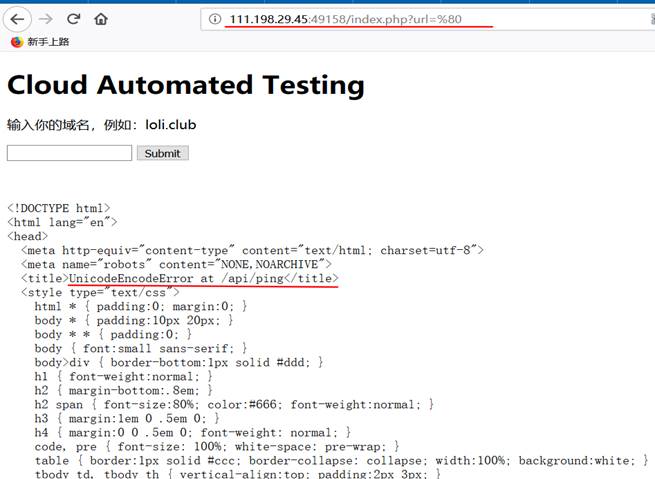 111.198.29.45:49158/index.php?url=%80
新手上路
Cloud Automated Testing
输入你的域名，例如：loli.club
Submit
<!DOCTYPE html>
<html lang="en">
<head>
  <meta http-equiv="content-type" content="text/html; charset=utf-8">
  <meta name="robots" content="NONE,NOARCHIVE">
  <title>UnicodeEncodeError at /api/ping</title>
  <style type="text/css">
    html * { padding:0; margin:0; }
    body * { padding:10px 20px; }
    body * * { padding:0; }
    body { font:small sans-serif; }
    body>div { border-bottom:1px solid #ddd; }
    h1 { font-weight:normal; }
    h2 { margin-bottom:.8em; }
    h2 span { font-size:80%; color:#666; font-weight:normal; }
    h3 { margin:1em 0 .5em 0; }
    h4 { margin:0 0 .5em 0; font-weight: normal; }
    code, pre { font-size: 100%; white-space: pre-wrap; }
    table { border:1px solid #ccc; border-collapse: collapse; width:100%; background:white; }
    tbody td, tbody th { vertical-align:top; padding:2px 3px; }